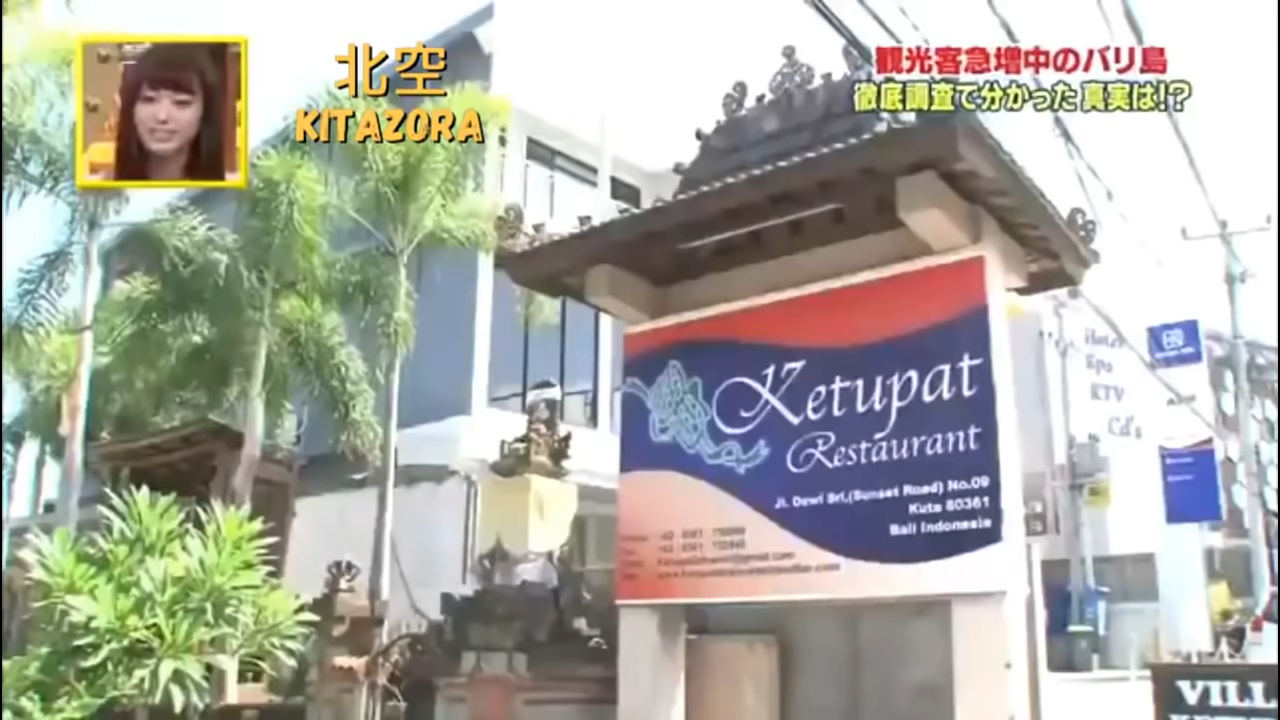 北空
KITAZORA
観光客急増中のバリ島
徹底調査で分かった真実は!?
Ketupat
Restaurant
Jl. Dewi Sri,(Sunset Road) No.09
Kuta 80361
Bali Indonesia
Hotel
Spa
KTV
Cd's
VILL